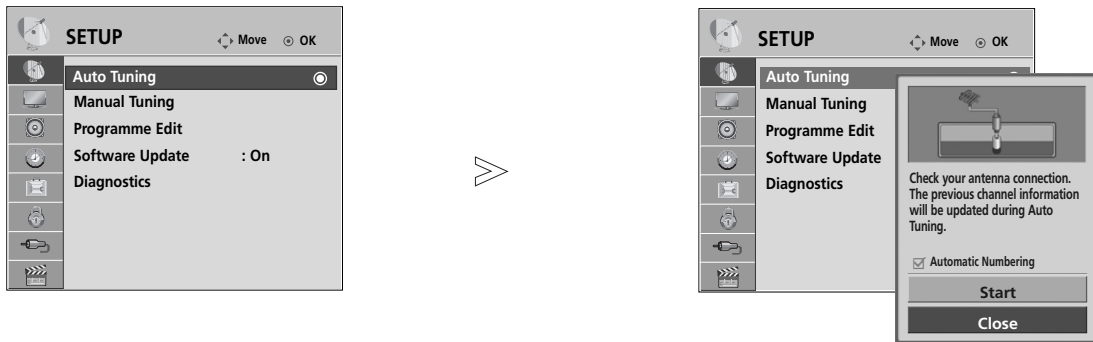 SETUP Move OK
Auto Tuning
Manual Tuning
Programme Edit
Software Update : On
Diagnostics
SETUP Move OK
Auto Tuning
Manual Tuning
Programme Edit
Software Update
Diagnostics
Check your antenna connection.
The previous channel information
will be updated during Auto
Tuning.
Automatic Numbering
Start
Close